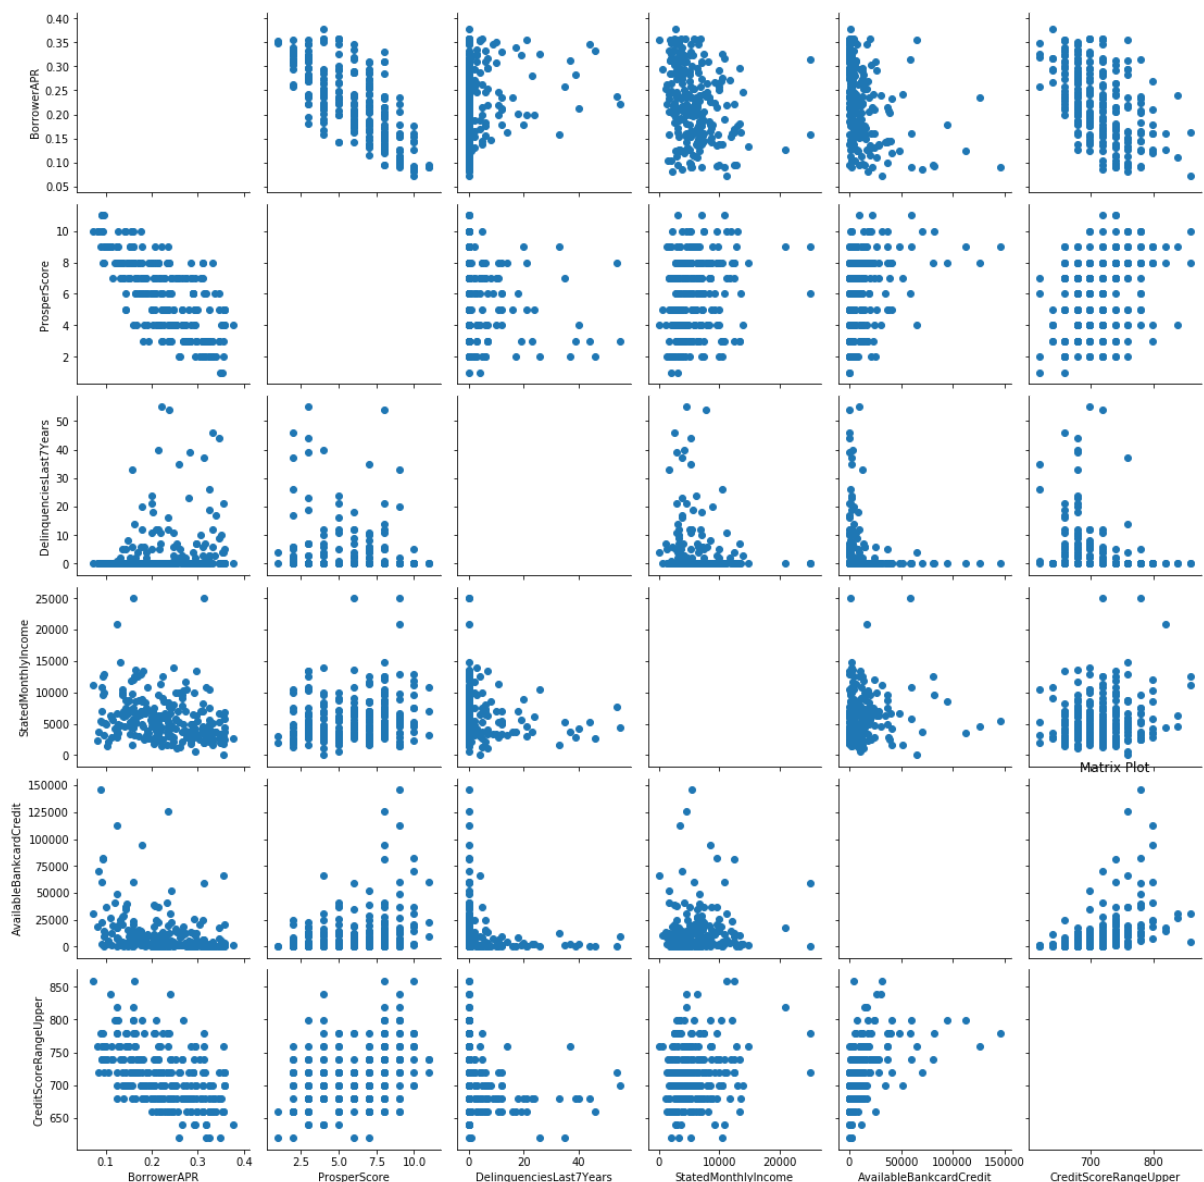 0.40
0.35
0.30
0.25
0.20
0.15
0.10
0.05
BorrowerAPR
10
8
6
4
2
ProsperScore
50
40
30
20
10
0
DelinquenciesLast7Years
25000
20000
15000
10000
5000
0
StatedMonthlyIncome
Matrix Plot
150000
125000
100000
75000
50000
25000
0
AvailableBankcardCredit
850
800
750
700
650
CreditScoreRangeUpper
0.1 0.2 0.3 0.4
BorrowerAPR
2.5 5.0 7.5 10.0
ProsperScore
0 20 40
DelinquenciesLast7Years
0 10000 20000
StatedMonthlyIncome
0 50000 100000 150000
AvailableBankcardCredit
700 800
CreditScoreRangeUpper